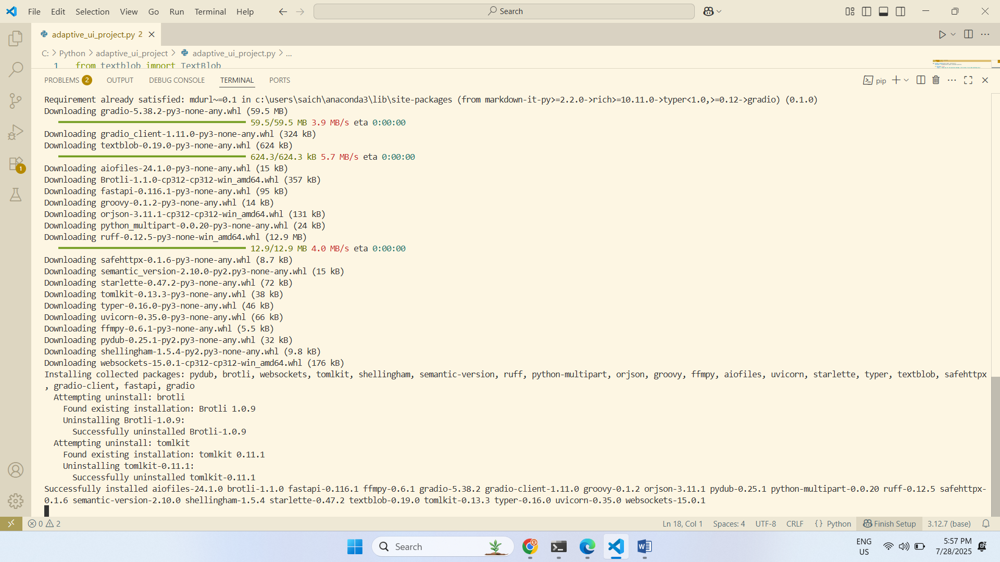 File Edit Selection View Go Run Terminal Help
Search
adaptive_ui_project.py 2
C: > Python > adaptive_ui_project > adaptive_ui_project.py > ...
1 from textblob import TextBlob
PROBLEMS 2 OUTPUT DEBUG CONSOLE TERMINAL PORTS
pip
Requirement already satisfied: mdurl~=0.1 in c:\users\saich\anaconda3\lib\site-packages (from markdown-it-py>=2.2.0->rich>=10.11.0->typer<1.0,>=0.12->gradio) (0.1.0)
Downloading gradio-5.38.2-py3-none-any.whl (59.5 MB)
59.5/59.5 MB 3.9 MB/s eta 0:00:00
Downloading gradio_client-1.11.0-py3-none-any.whl (324 kB)
Downloading textblob-0.19.0-py3-none-any.whl (624 kB)
624.3/624.3 kB 5.7 MB/s eta 0:00:00
Downloading aiofiles-24.1.0-py3-none-any.whl (15 kB)
Downloading Brotli-1.1.0-cp312-cp312-win_amd64.whl (357 kB)
Downloading fastapi-0.116.1-py3-none-any.whl (95 kB)
Downloading groovy-0.1.2-py3-none-any.whl (14 kB)
Downloading orjson-3.11.1-cp312-cp312-win_amd64.whl (131 kB)
Downloading python_multipart-0.0.20-py3-none-any.whl (24 kB)
Downloading ruff-0.12.5-py3-none-win_amd64.whl (12.9 MB)
12.9/12.9 MB 4.0 MB/s eta 0:00:00
Downloading safehttpx-0.1.6-py3-none-any.whl (8.7 kB)
Downloading semantic_version-2.10.0-py2.py3-none-any.whl (15 kB)
Downloading starlette-0.47.2-py3-none-any.whl (72 kB)
Downloading tomlkit-0.13.3-py3-none-any.whl (38 kB)
Downloading typer-0.16.0-py3-none-any.whl (46 kB)
Downloading uvicorn-0.35.0-py3-none-any.whl (66 kB)
Downloading ffmpy-0.6.1-py3-none-any.whl (5.5 kB)
Downloading pydub-0.25.1-py2.py3-none-any.whl (32 kB)
Downloading shellingham-1.5.4-py2.py3-none-any.whl (9.8 kB)
Downloading websockets-15.0.1-cp312-cp312-win_amd64.whl (176 kB)
Installing collected packages: pydub, brotli, websockets, tomlkit, shellingham, semantic-version, ruff, python-multipart, orjson, groovy, ffmpy, aiofiles, uvicorn, starlette, typer, textblob, safehttpx
, gradio-client, fastapi, gradio
Attempting uninstall: brotli
Found existing installation: Brotli 1.0.9
Uninstalling Brotli-1.0.9:
Successfully uninstalled Brotli-1.0.9
Attempting uninstall: tomlkit
Found existing installation: tomlkit 0.11.1
Uninstalling tomlkit-0.11.1:
Successfully uninstalled tomlkit-0.11.1
Successfully installed aiofiles-24.1.0 brotli-1.1.0 fastapi-0.116.1 ffmpy-0.6.1 gradio-5.38.2 gradio-client-1.11.0 groovy-0.1.2 orjson-3.11.1 pydub-0.25.1 python-multipart-0.0.20 ruff-0.12.5 safehttpx-
0.1.6 semantic-version-2.10.0 shellingham-1.5.4 starlette-0.47.2 textblob-0.19.0 tomlkit-0.13.3 typer-0.16.0 uvicorn-0.35.0 websockets-15.0.1
1
0 2 Ln 18, Col 1 Spaces: 4 UTF-8 CRLF {} Python Finish Setup 3.12.7 (base)
Search
ENG
US
5:57 PM
7/28/2025